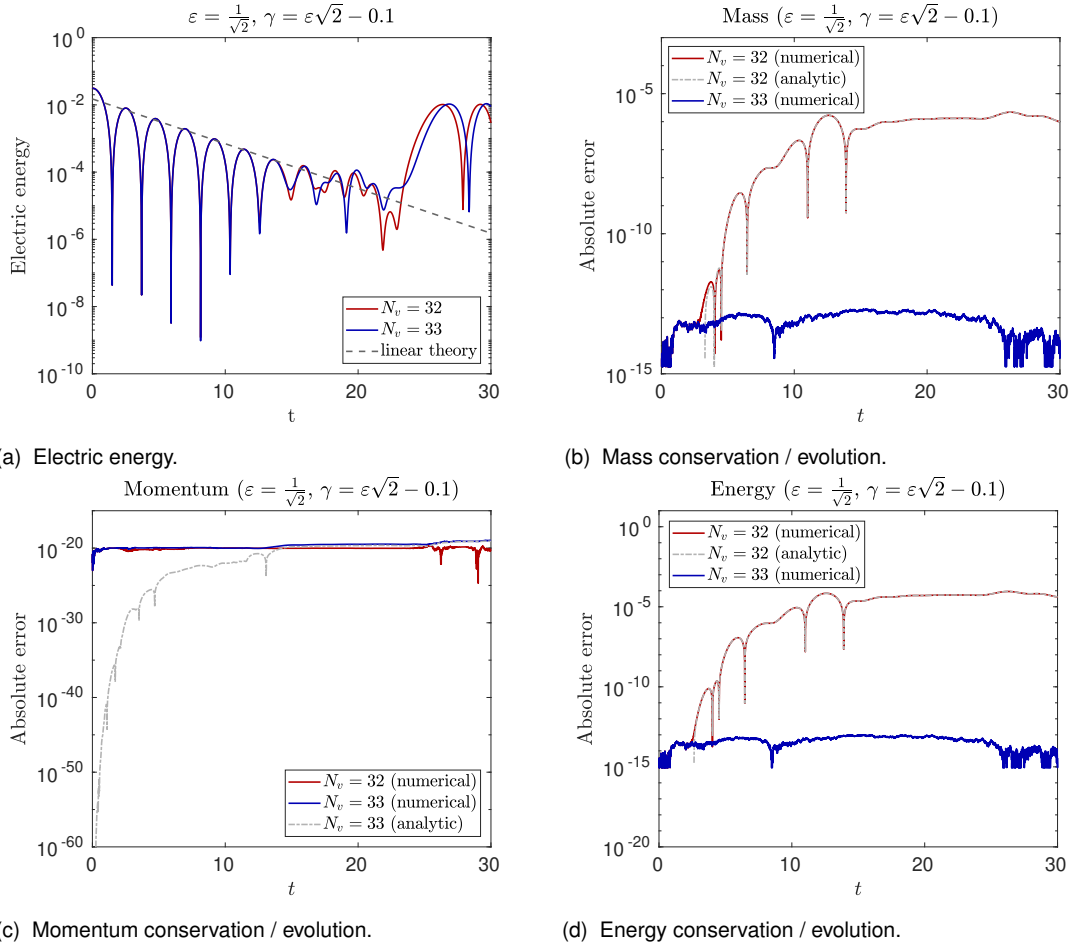 ε = 1/√2, γ = ε√2 − 0.1
10^0
10^-2
10^-4
10^-6
10^-8
10^-10
Electric energy
N_v = 32
N_v = 33
linear theory
0 10 20 30
t
(a) Electric energy.
Mass (ε = 1/√2, γ = ε√2 − 0.1)
10^-5
10^-10
10^-15
Absolute error
N_v = 32 (numerical)
N_v = 32 (analytic)
N_v = 33 (numerical)
0 10 20 30
t
(b) Mass conservation / evolution.
Momentum (ε = 1/√2, γ = ε√2 − 0.1)
10^-20
10^-30
10^-40
10^-50
10^-60
Absolute error
N_v = 32 (numerical)
N_v = 33 (numerical)
N_v = 33 (analytic)
0 10 20 30
t
(c) Momentum conservation / evolution.
Energy (ε = 1/√2, γ = ε√2 − 0.1)
10^0
10^-5
10^-10
10^-15
10^-20
Absolute error
N_v = 32 (numerical)
N_v = 32 (analytic)
N_v = 33 (numerical)
0 10 20 30
t
(d) Energy conservation / evolution.